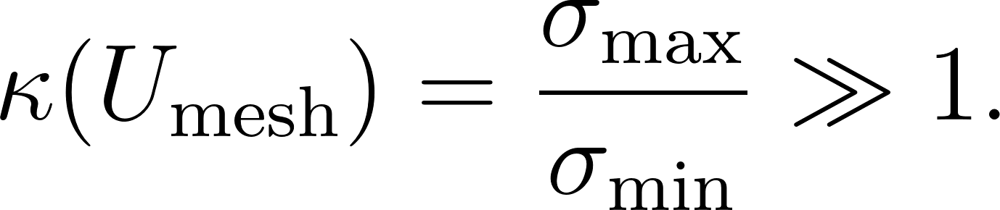 κ(U_mesh) = σ_max / σ_min ≫ 1.